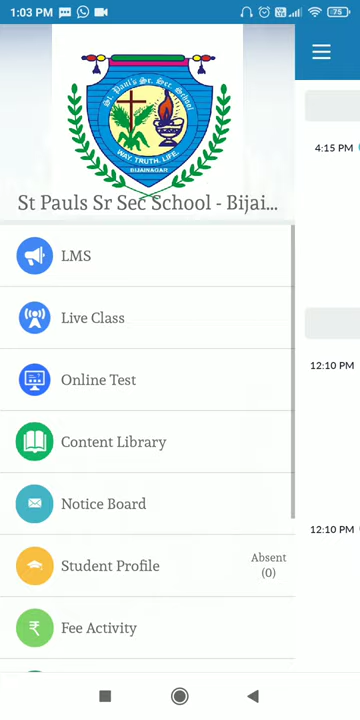 1:03 PM
75
St. Paul's Sr. Sec. School
WAY. TRUTH. LIFE.
BIJAINAGAR
St Pauls Sr Sec School - Bijai...
4:15 PM
LMS
Live Class
12:10 PM
Online Test
Content Library
Notice Board
12:10 PM
Absent
Student Profile
(0)
Fee Activity